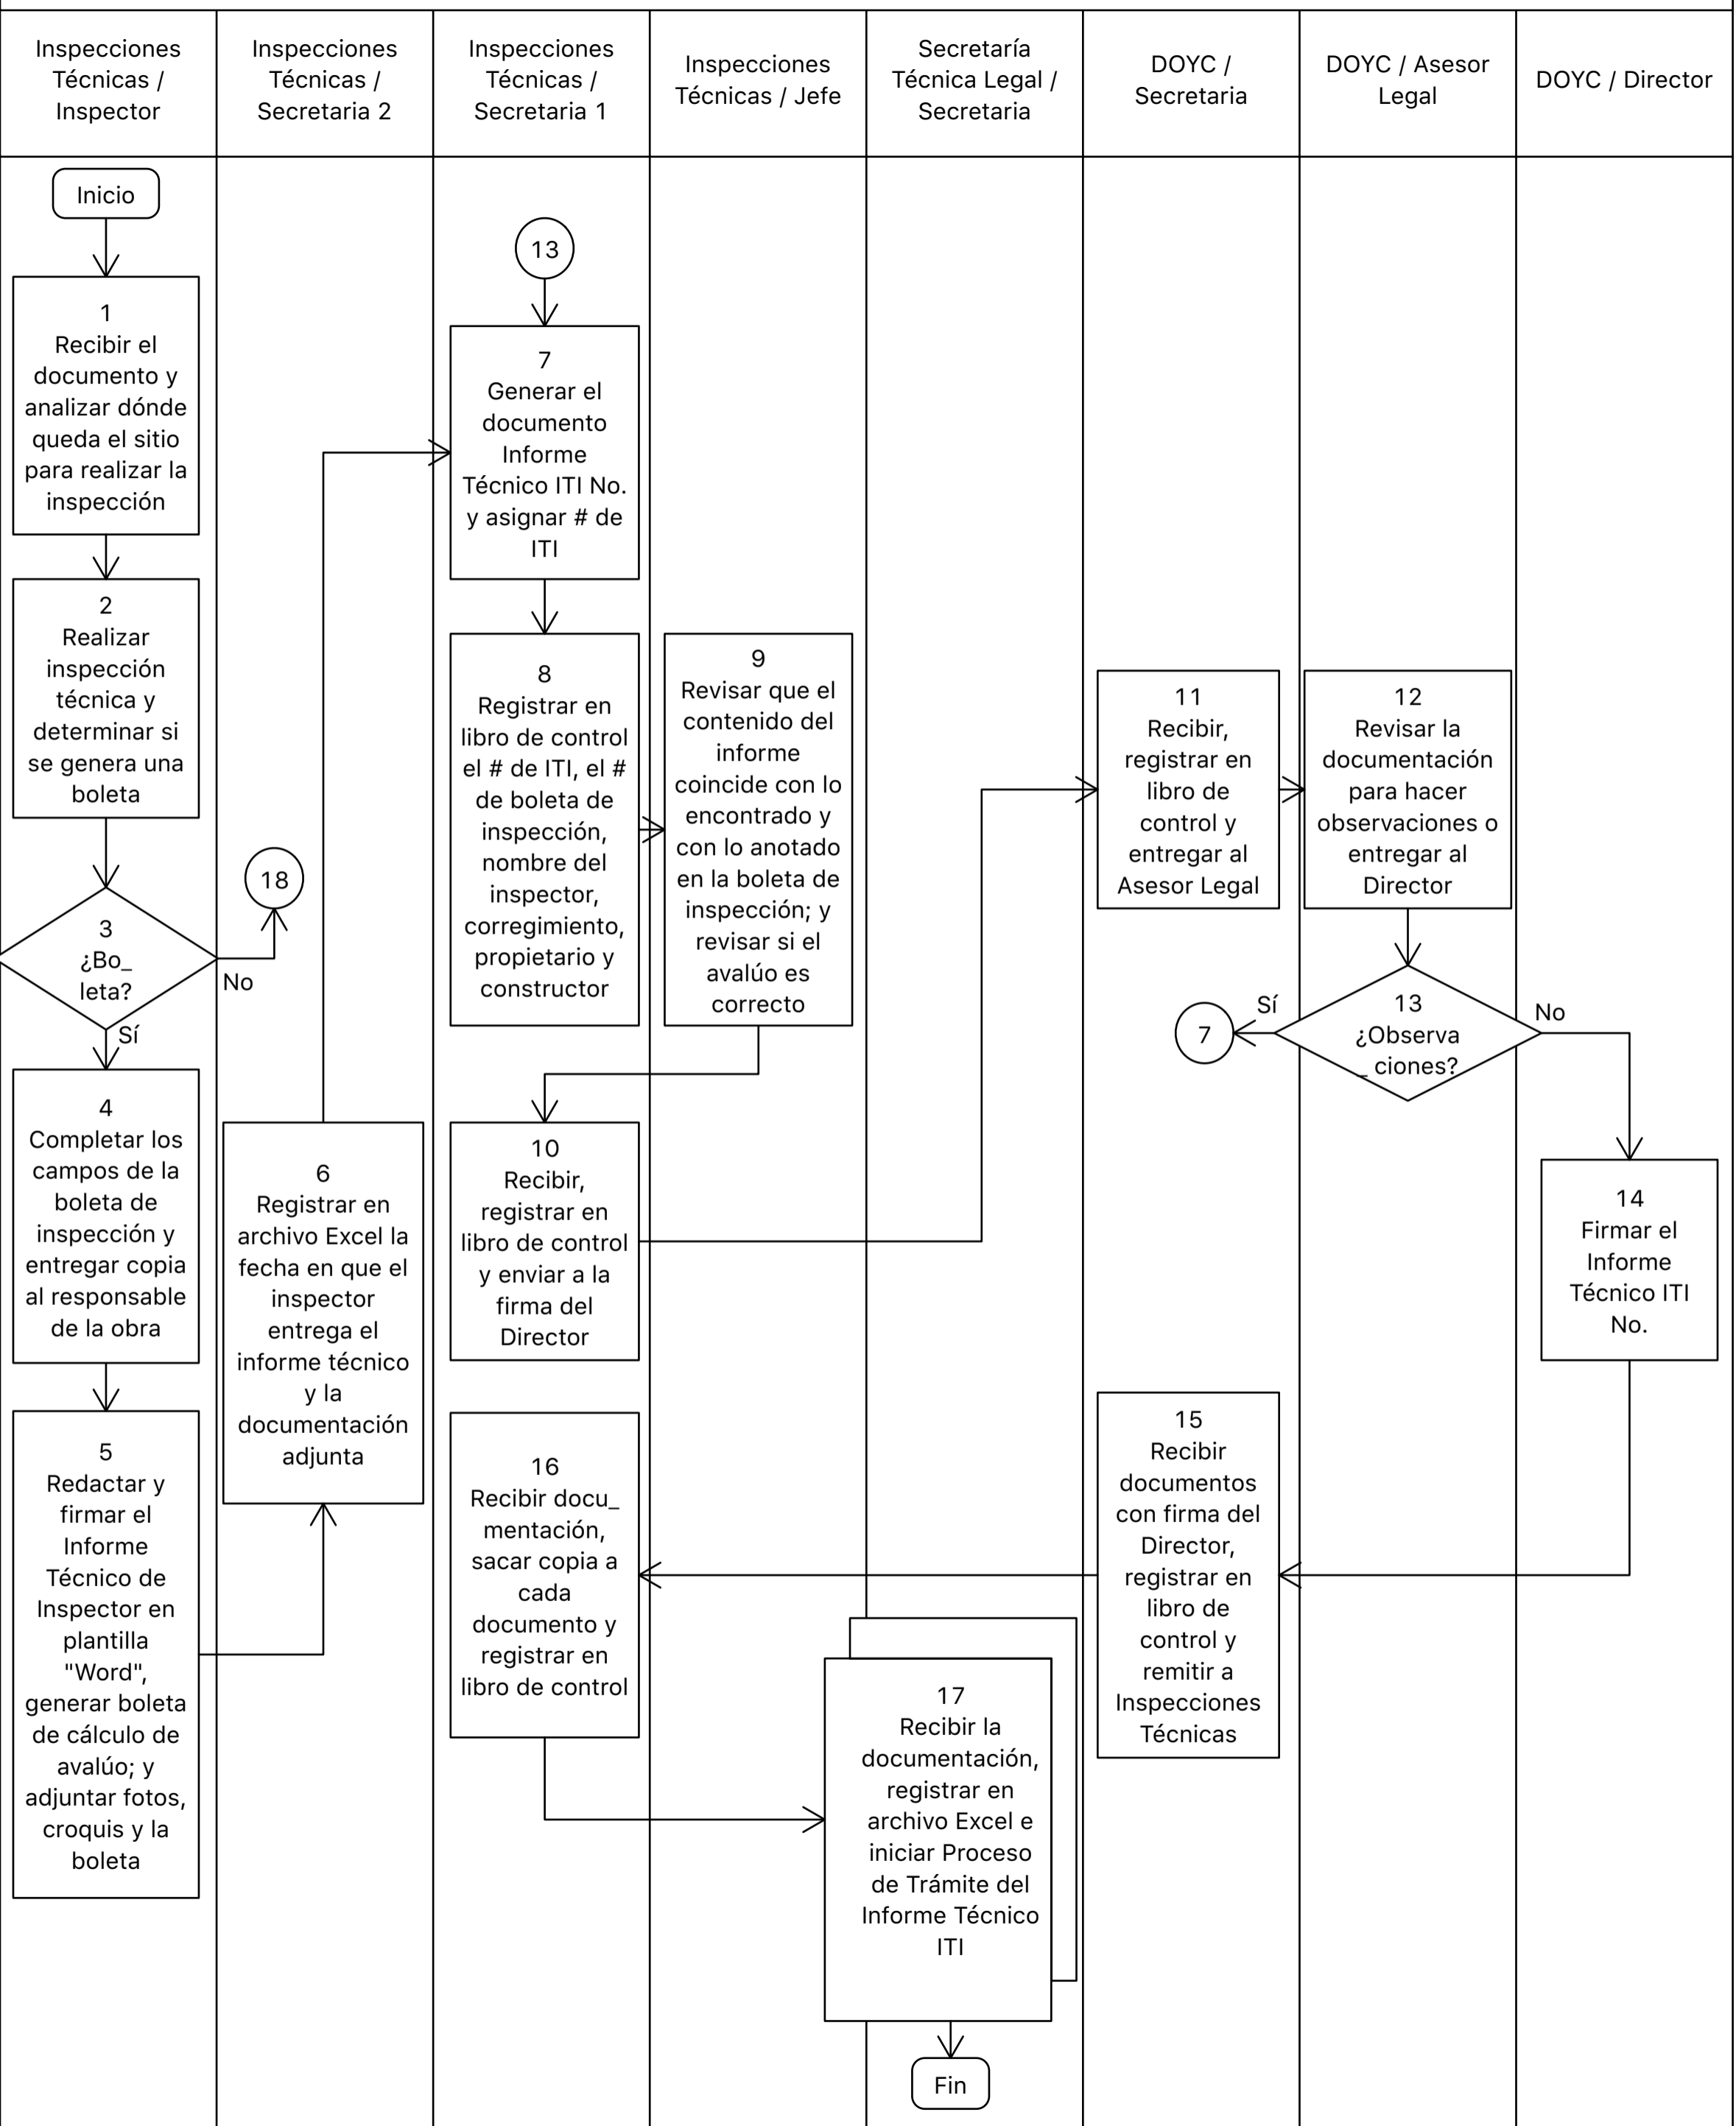 Inspecciones
Técnicas /
Inspector
Inspecciones
Técnicas /
Secretaria 2
Inspecciones
Técnicas /
Secretaria 1
Inspecciones
Técnicas / Jefe
Secretaría
Técnica Legal /
Secretaria
DOYC /
Secretaria
DOYC / Asesor
Legal
DOYC / Director
Inicio
1
Recibir el
documento y
analizar dónde
queda el sitio
para realizar la
inspección
2
Realizar
inspección
técnica y
determinar si
se genera una
boleta
3
¿Bo_
leta?
No
18
Sí
4
Completar los
campos de la
boleta de
inspección y
entregar copia
al responsable
de la obra
5
Redactar y
firmar el
Informe
Técnico de
Inspector en
plantilla
"Word",
generar boleta
de cálculo de
avalúo; y
adjuntar fotos,
croquis y la
boleta
6
Registrar en
archivo Excel la
fecha en que el
inspector
entrega el
informe técnico
y la
documentación
adjunta
13
7
Generar el
documento
Informe
Técnico ITI No.
y asignar # de
ITI
8
Registrar en
libro de control
el # de ITI, el #
de boleta de
inspección,
nombre del
inspector,
corregimiento,
propietario y
constructor
9
Revisar que el
contenido del
informe
coincide con lo
encontrado y
con lo anotado
en la boleta de
inspección; y
revisar si el
avalúo es
correcto
10
Recibir,
registrar en
libro de control
y enviar a la
firma del
Director
11
Recibir,
registrar en
libro de
control y
entregar al
Asesor Legal
12
Revisar la
documentación
para hacer
observaciones o
entregar al
Director
13
¿Observa
_ ciones?
Sí
7
No
14
Firmar el
Informe
Técnico ITI
No.
15
Recibir
documentos
con firma del
Director,
registrar en
libro de
control y
remitir a
Inspecciones
Técnicas
16
Recibir docu_
mentación,
sacar copia a
cada
documento y
registrar en
libro de control
17
Recibir la
documentación,
registrar en
archivo Excel e
iniciar Proceso
de Trámite del
Informe Técnico
ITI
Fin